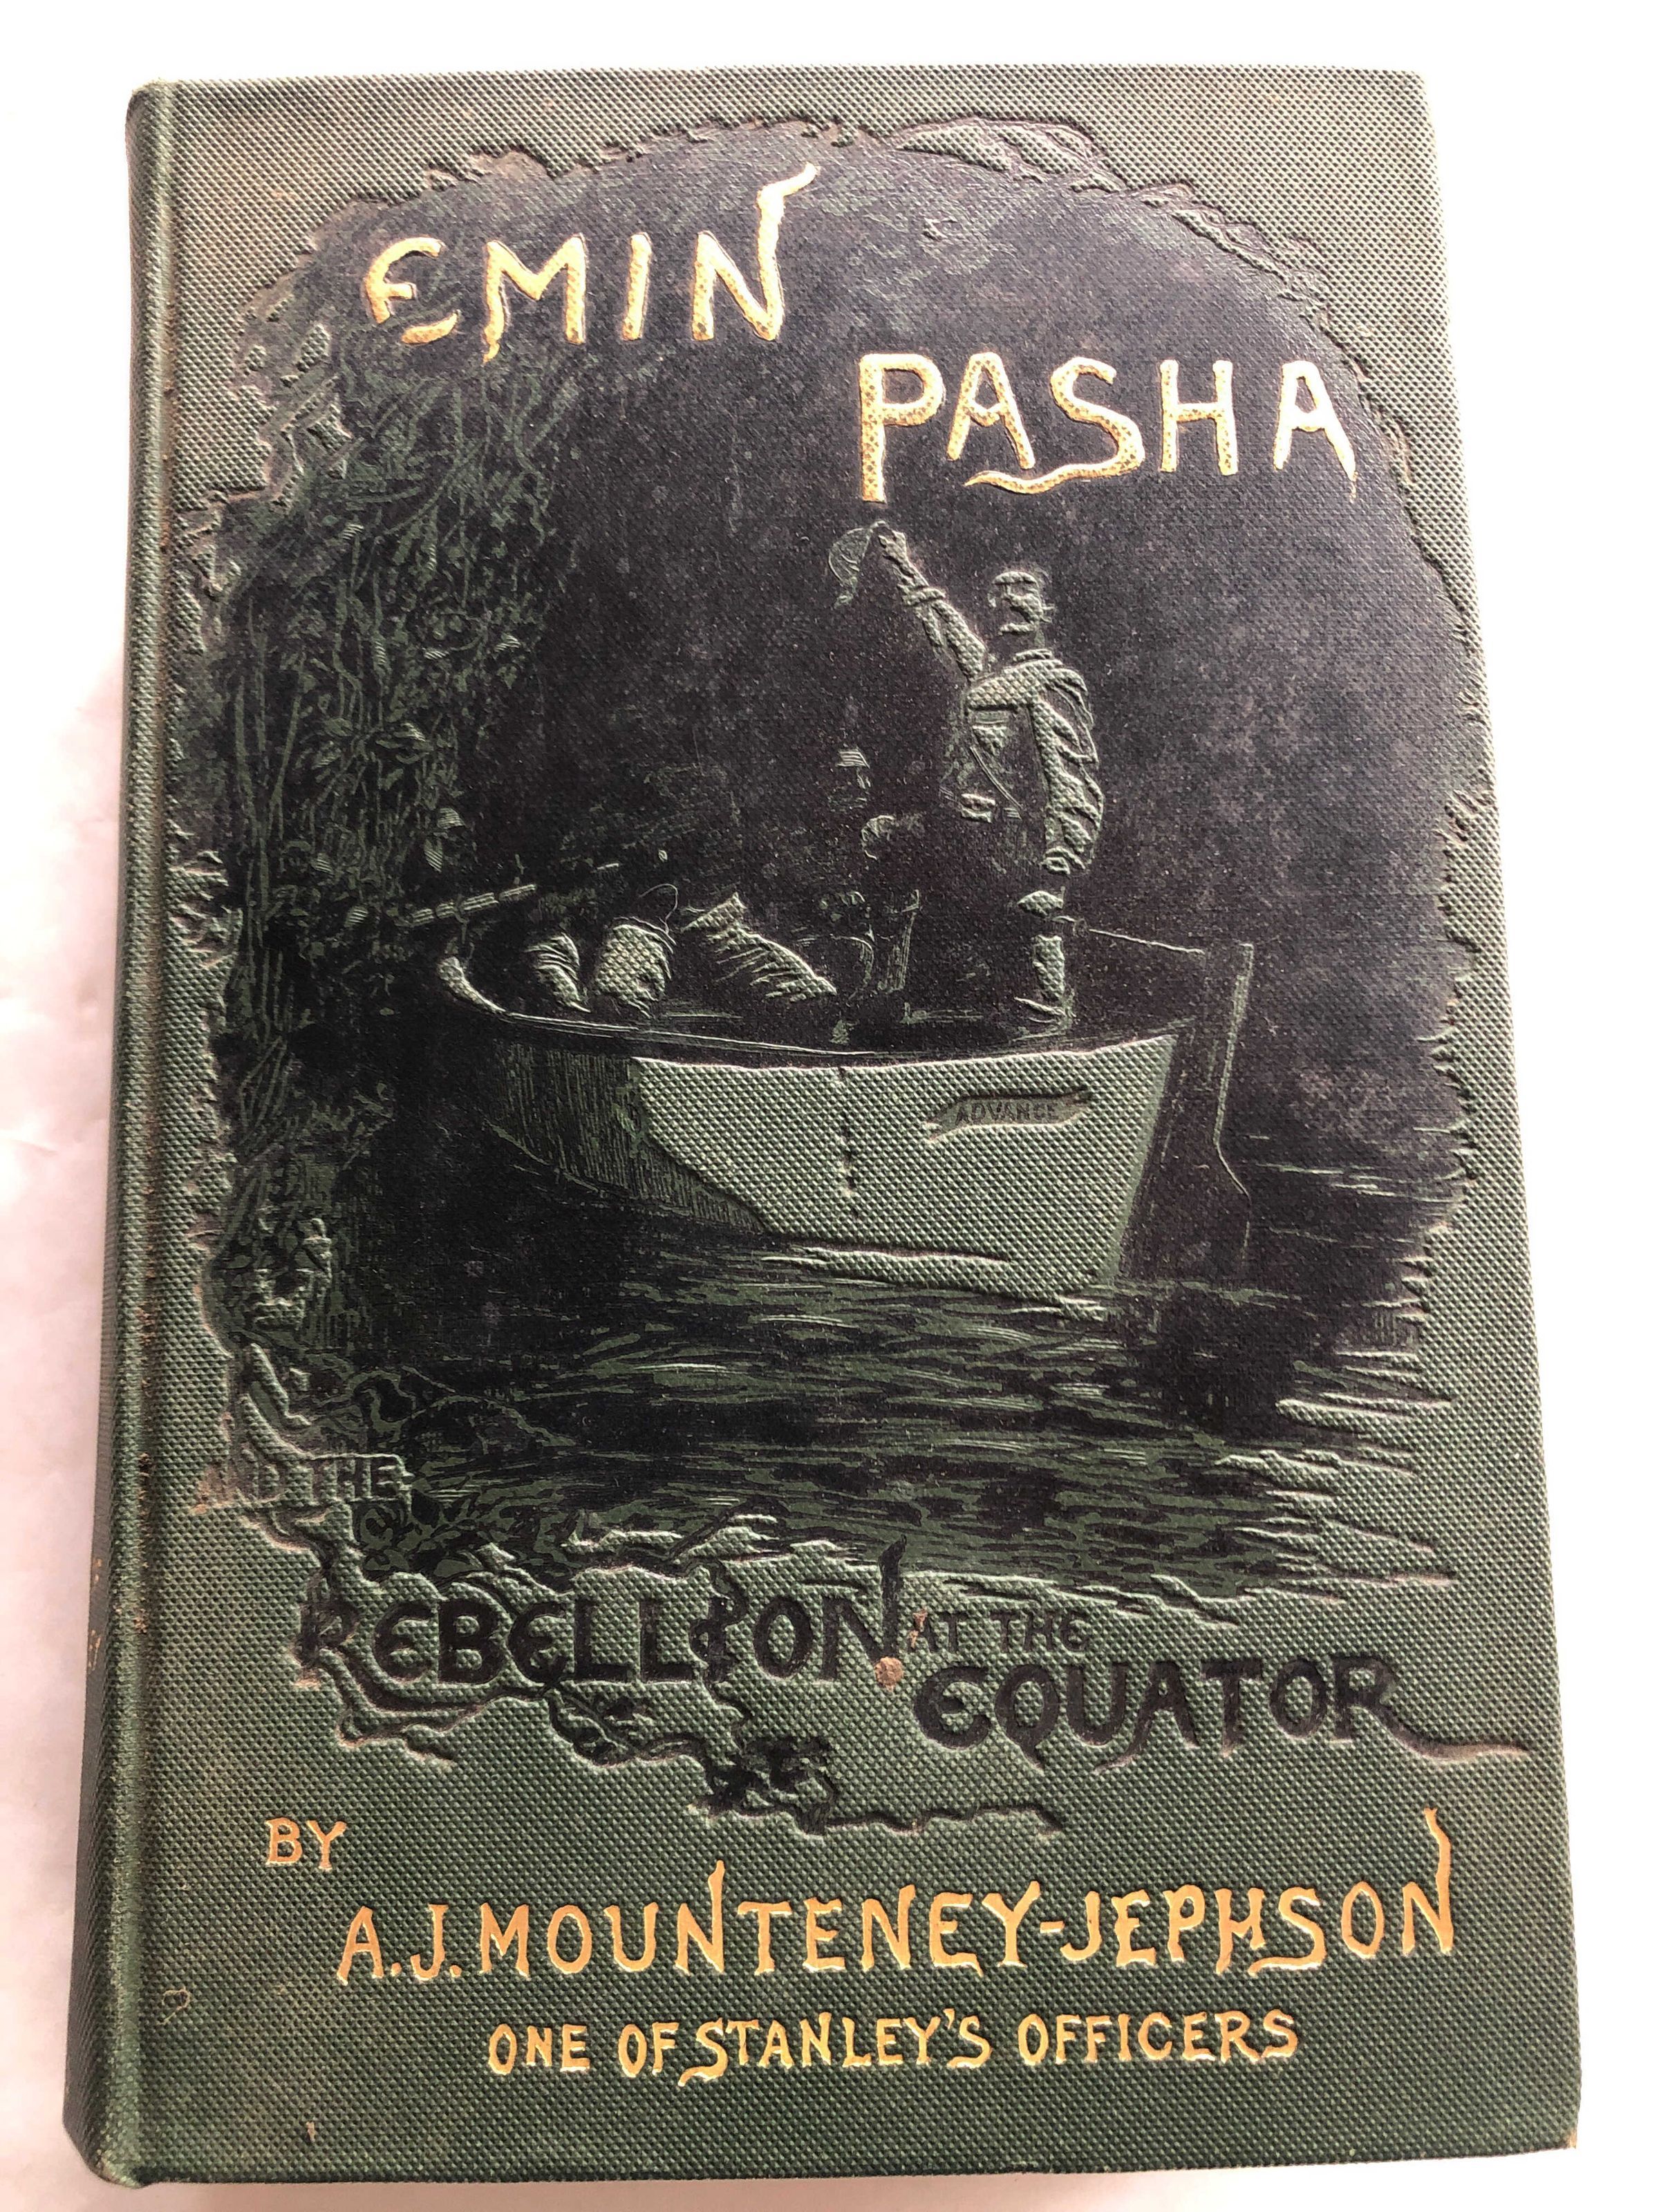 EMIN
PASHA
ADVANCE
AND THE
REBELLION AT THE
EQUATOR
BY
A.J. MOUNTENEY-JEPHSON
ONE OF STANLEY'S OFFICERS